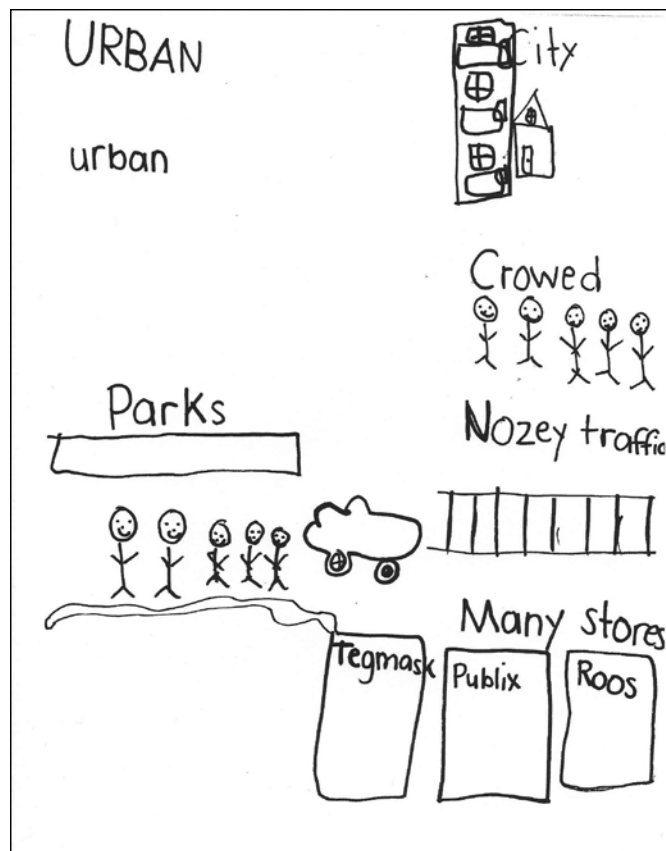 URBAN
City
urban
Crowed
Parks
Nozey traffic
Many stores
Tegmask
Publix
Roos